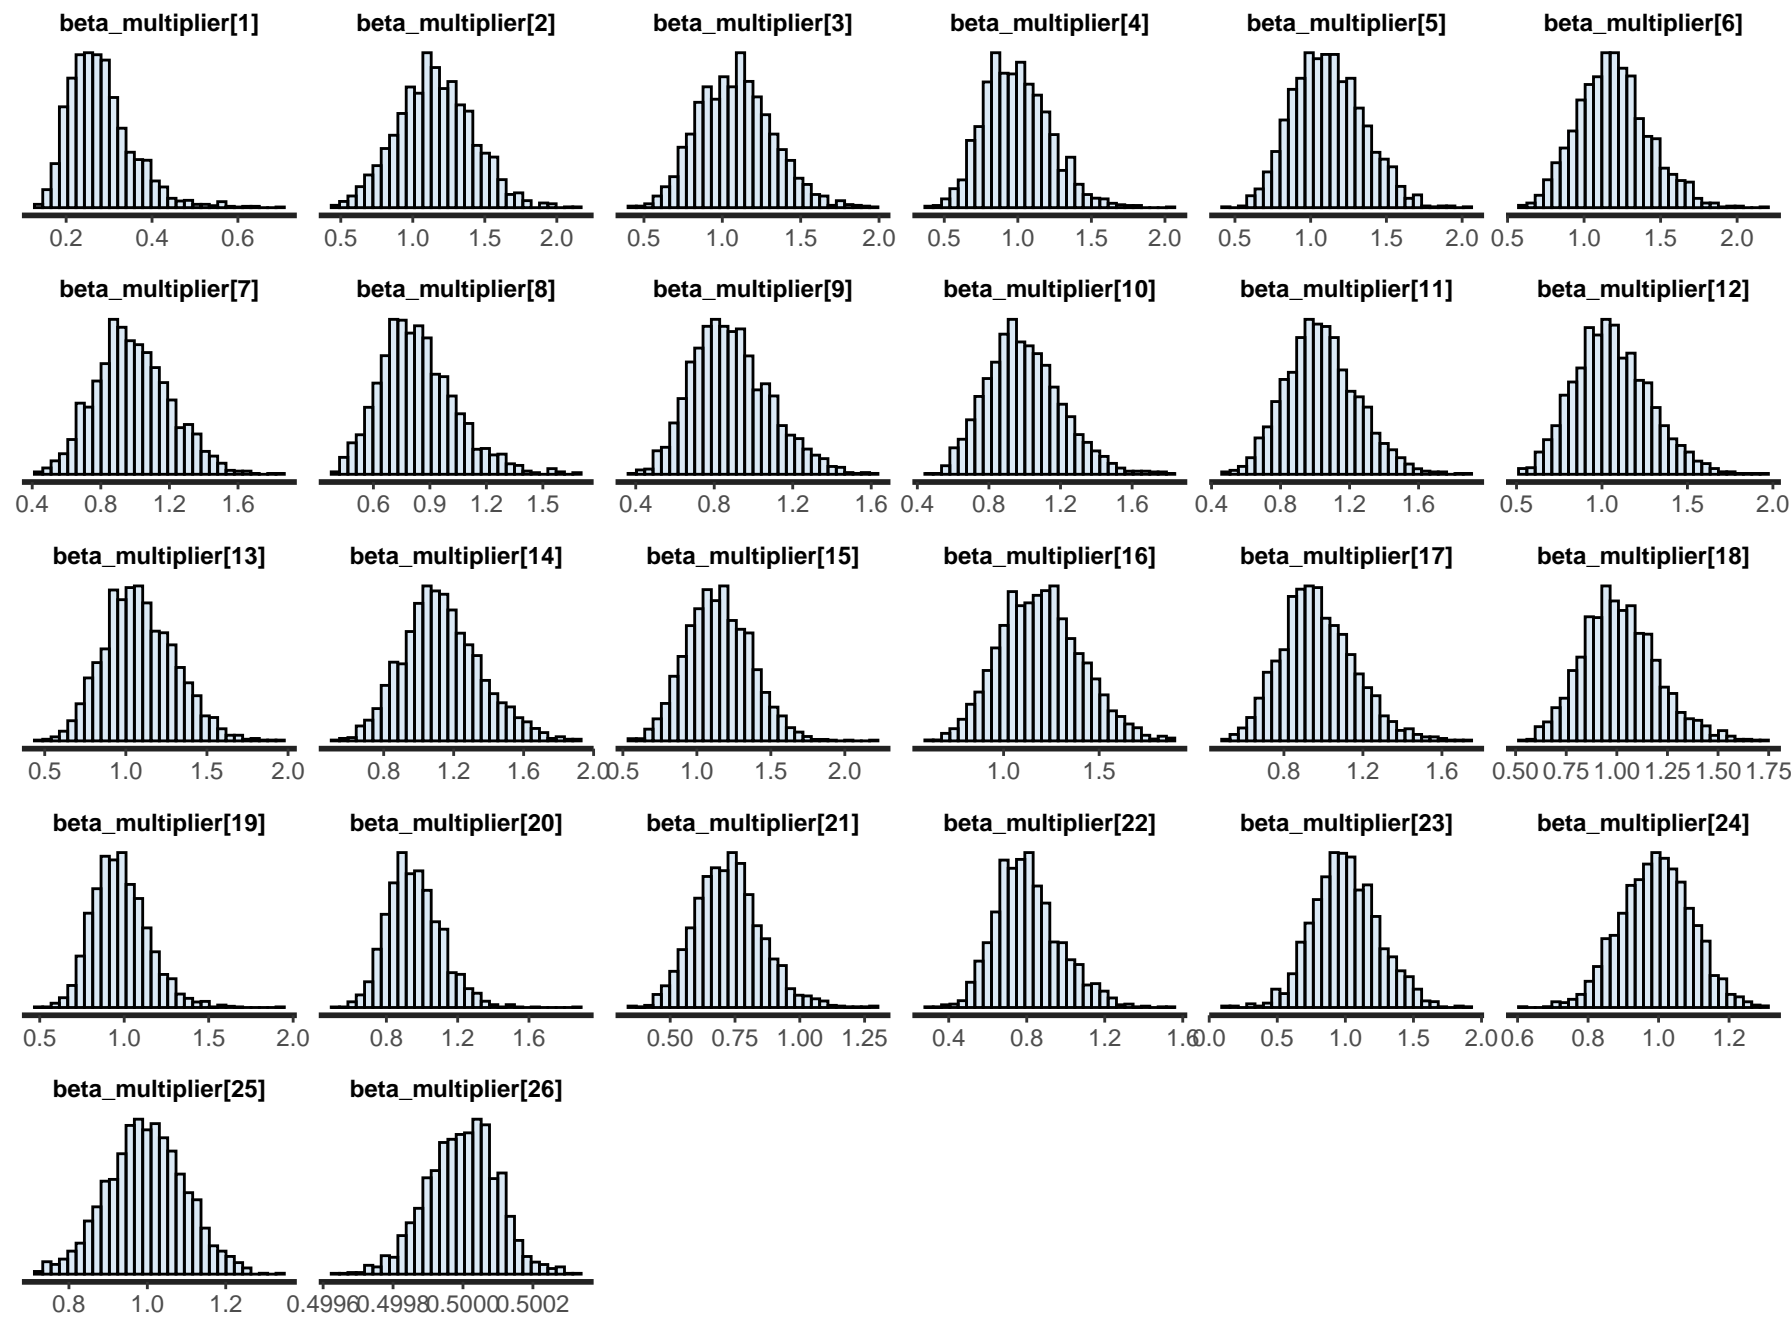 beta_multiplier[1] beta_multiplier[2] beta_multiplier[3] beta_multiplier[4] beta_multiplier[5] beta_multiplier[6]
0.2 0.4 0.6 0.5 1.0 1.5 2.0 0.5 1.0 1.5 2.0 0.5 1.0 1.5 2.0 0.5 1.0 1.5 2.0 0.5 1.0 1.5 2.0
beta_multiplier[7] beta_multiplier[8] beta_multiplier[9] beta_multiplier[10] beta_multiplier[11] beta_multiplier[12]
0.4 0.8 1.2 1.6 0.6 0.9 1.2 1.5 0.4 0.8 1.2 1.6 0.4 0.8 1.2 1.6 0.4 0.8 1.2 1.6 0.5 1.0 1.5 2.0
beta_multiplier[13] beta_multiplier[14] beta_multiplier[15] beta_multiplier[16] beta_multiplier[17] beta_multiplier[18]
0.5 1.0 1.5 2.0 0.8 1.2 1.6 2.0 0.5 1.0 1.5 2.0 1.0 1.5 0.8 1.2 1.6 0.50 0.75 1.00 1.25 1.50 1.75
beta_multiplier[19] beta_multiplier[20] beta_multiplier[21] beta_multiplier[22] beta_multiplier[23] beta_multiplier[24]
0.5 1.0 1.5 2.0 0.8 1.2 1.6 0.50 0.75 1.00 1.25 0.4 0.8 1.2 1.6 0.0 0.5 1.0 1.5 2.0 0.6 0.8 1.0 1.2
beta_multiplier[25] beta_multiplier[26]
0.8 1.0 1.2 0.4996 0.4998 0.5000 0.5002